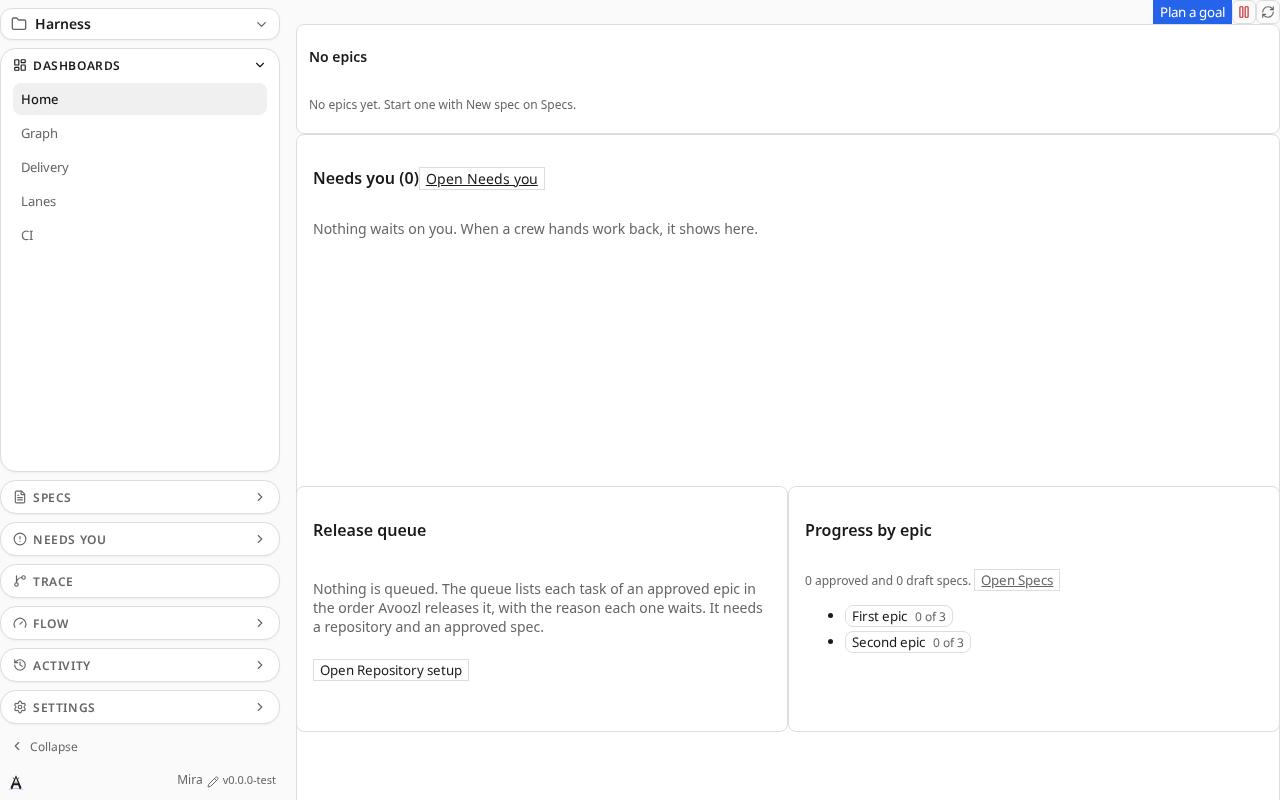 Harness
Plan a goal
DASHBOARDS
Home
Graph
Delivery
Lanes
CI
SPECS
NEEDS YOU
TRACE
FLOW
ACTIVITY
SETTINGS
Collapse
Mira v0.0.0-test
No epics
No epics yet. Start one with New spec on Specs.
Needs you (0) Open Needs you
Nothing waits on you. When a crew hands work back, it shows here.
Release queue
Nothing is queued. The queue lists each task of an approved epic in
the order Avoozl releases it, with the reason each one waits. It needs
a repository and an approved spec.
Open Repository setup
Progress by epic
0 approved and 0 draft specs. Open Specs
First epic 0 of 3
Second epic 0 of 3